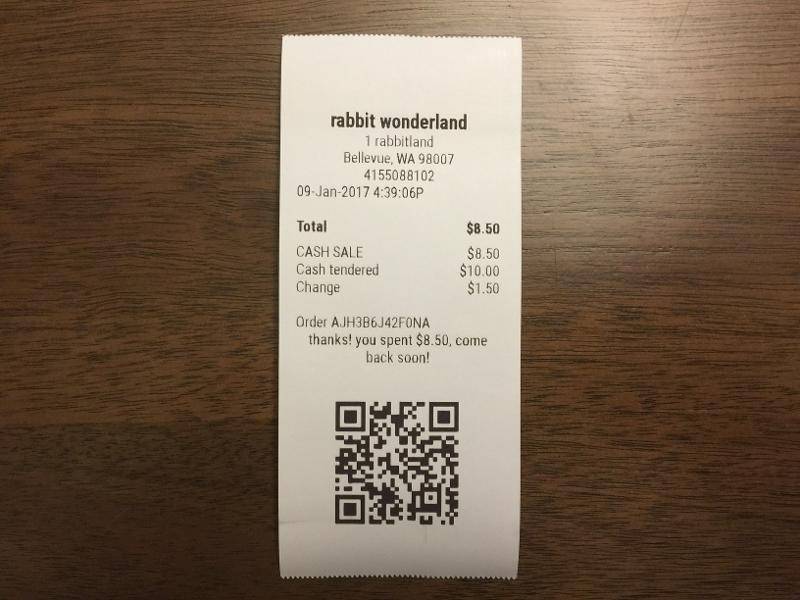 rabbit wonderland
1 rabbitland
Bellevue, WA 98007
4155088102
09-Jan-2017 4:39:06P
Total $8.50
CASH SALE $8.50
Cash tendered $10.00
Change $1.50
Order AJH3B6J42F0NA
thanks! you spent $8.50, come
back soon!